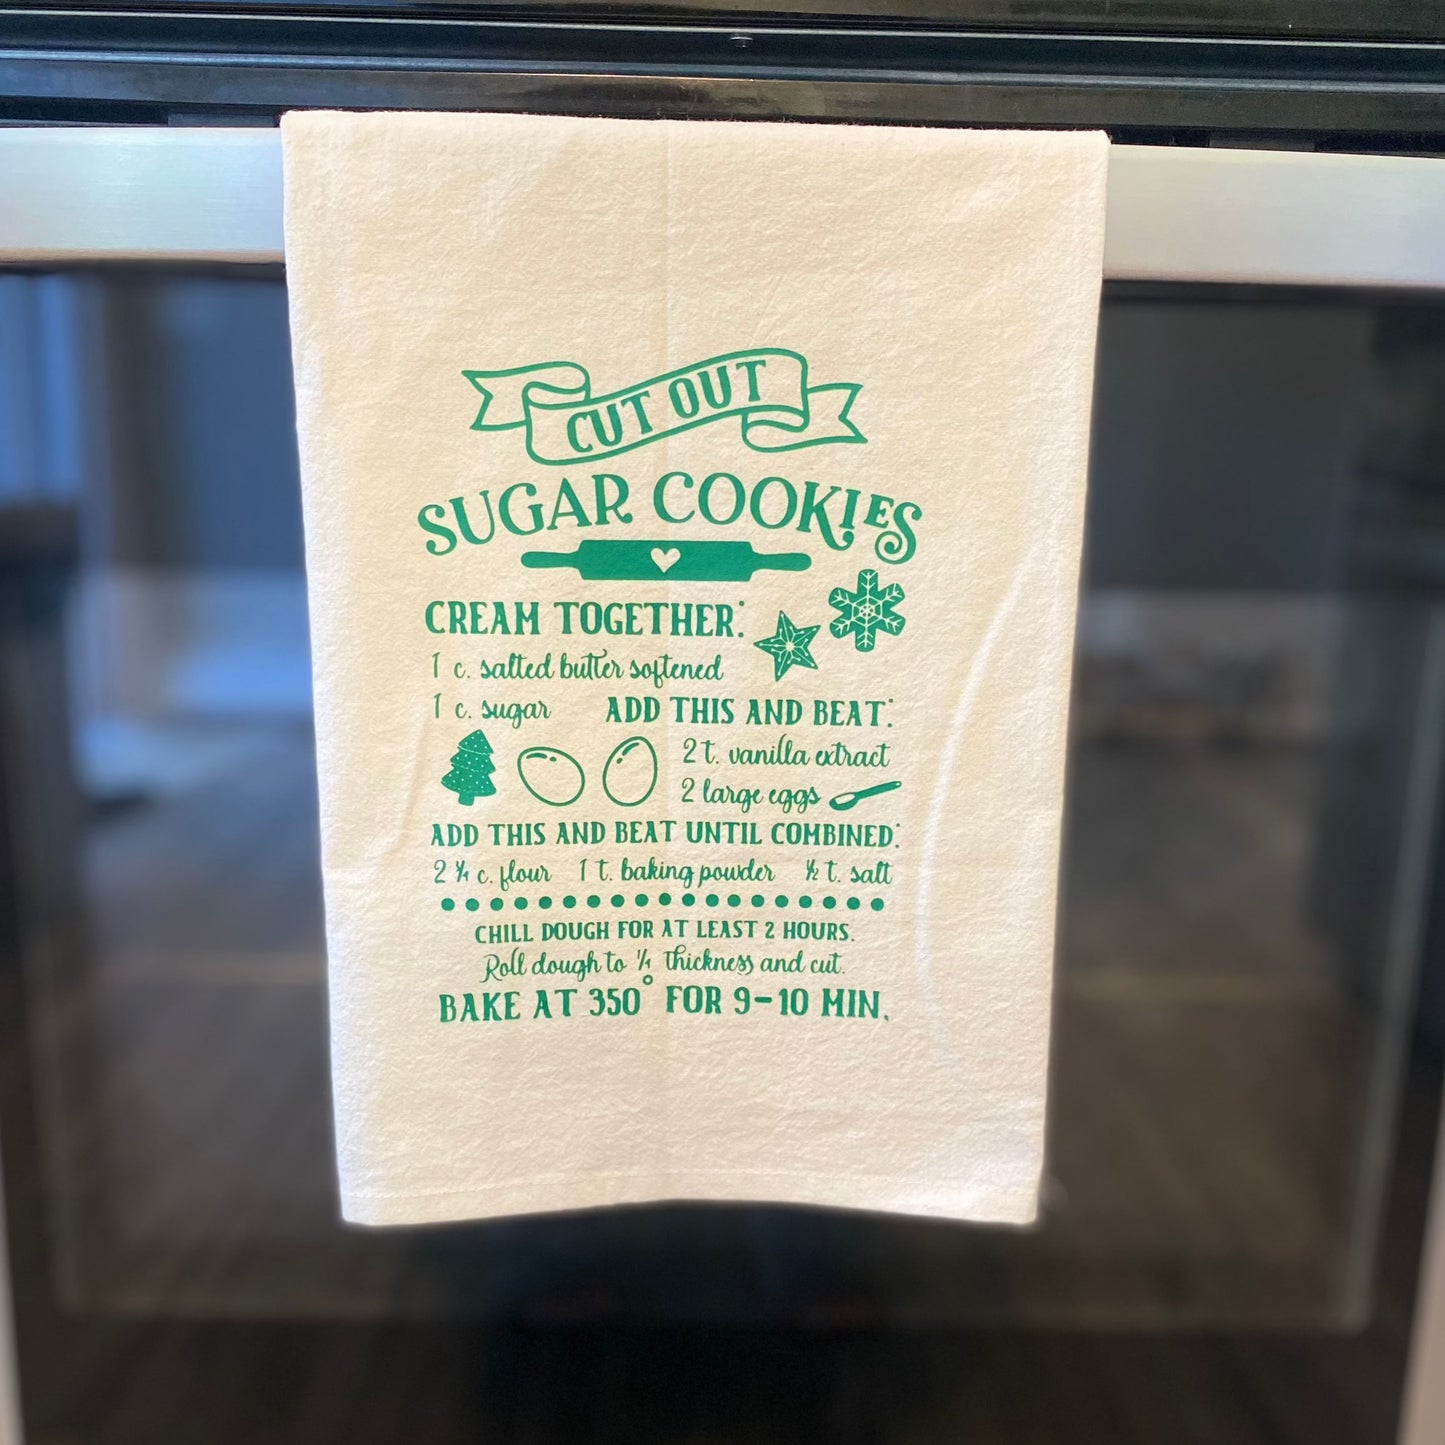 CUT OUT
SUGAR COOKIES
CREAM TOGETHER:
1 c. salted butter softened
1 c. sugar
ADD THIS AND BEAT:
2 t. vanilla extract
2 large eggs
ADD THIS AND BEAT UNTIL COMBINED:
2 ¼ c. flour 1 t. baking powder ½ t. salt
CHILL DOUGH FOR AT LEAST 2 HOURS.
Roll dough to ¼ thickness and cut.
BAKE AT 350° FOR 9-10 MIN.